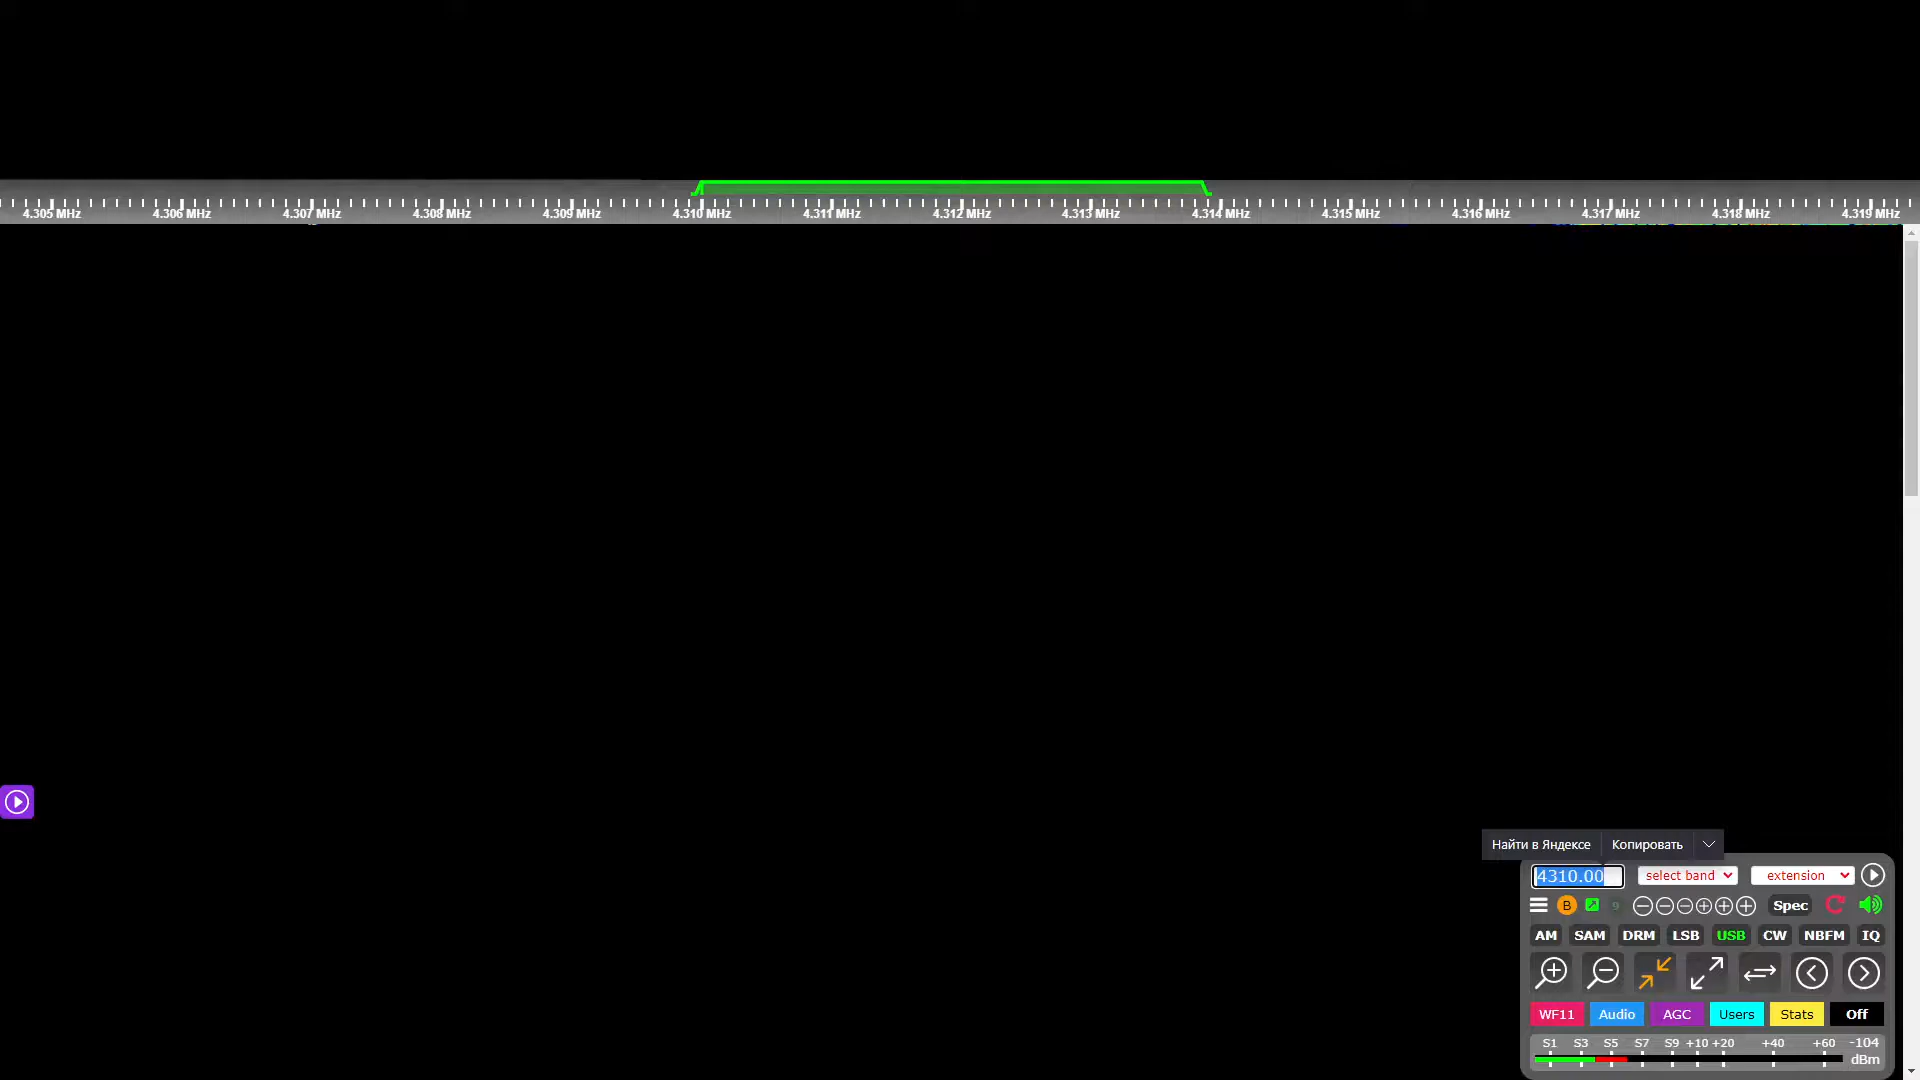 4.305 MHz 4.306 MHz 4.307 MHz 4.308 MHz 4.309 MHz 4.310 MHz 4.311 MHz 4.312 MHz 4.313 MHz 4.314 MHz 4.315 MHz 4.316 MHz 4.317 MHz 4.318 MHz 4.319 MHz
Найти в Яндексе Копировать
4310.00 select band extension
B 9 Spec
AM SAM DRM LSB USB CW NBFM IQ
WF11 Audio AGC Users Stats Off
S1 S3 S5 S7 S9 +10 +20 +40 +60 -104
dBm